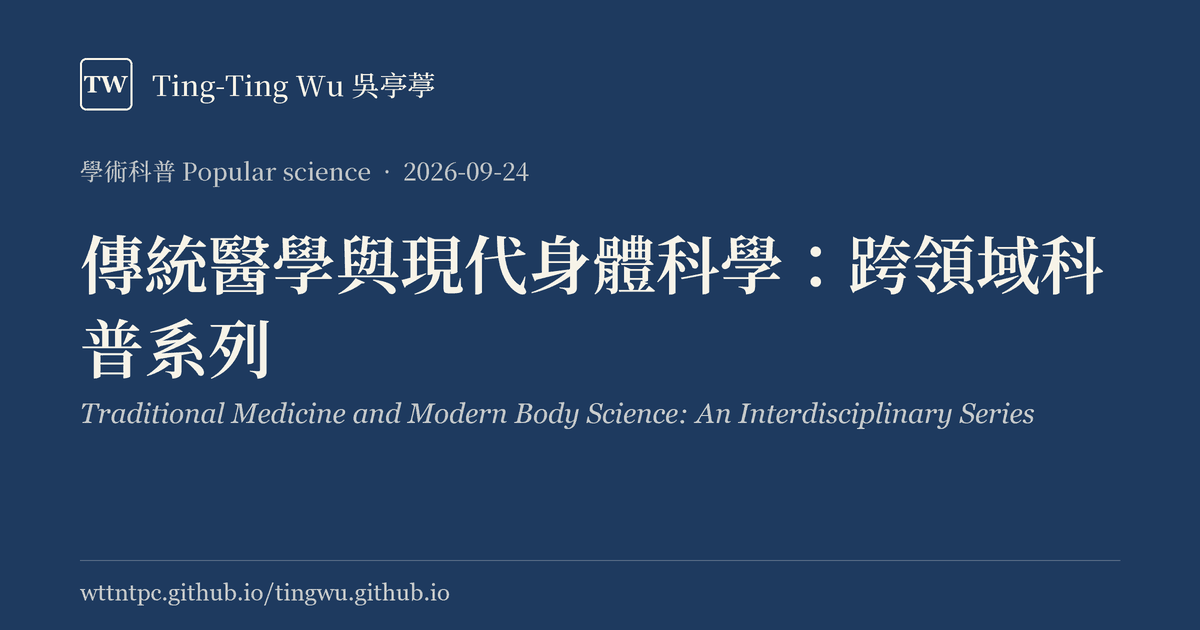 TW
Ting-Ting Wu 吳亭葶
學術科普 Popular science · 2026-09-24
傳統醫學與現代身體科學：跨領域科
普系列
Traditional Medicine and Modern Body Science: An Interdisciplinary Series
wttntpc.github.io/tingwu.github.io